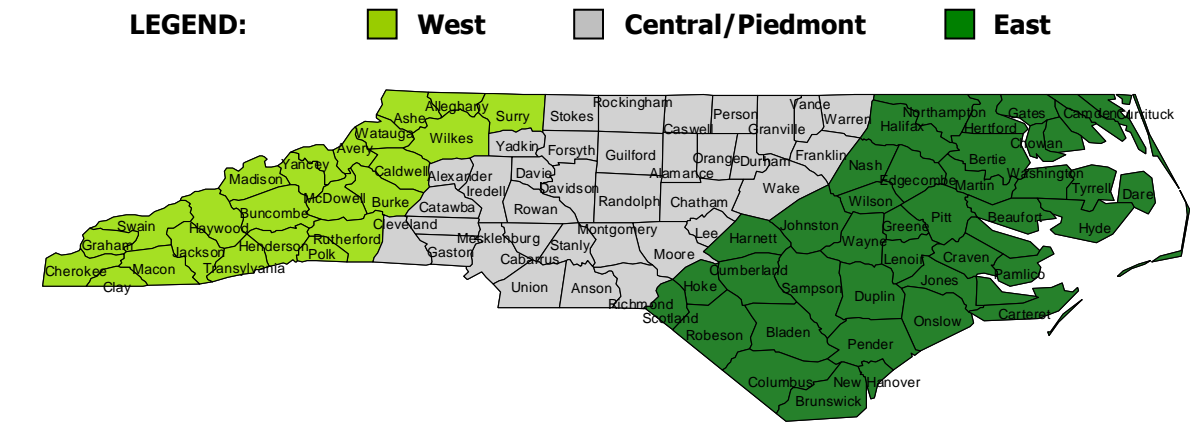 LEGEND: West Central/Piedmont East
Alleghany
Ashe
Surry
Stokes
Rockingham
Caswell
Person
Granville
Vance
Warren
Northampton
Halifax
Hertford
Gates
Camden
Currituck
Chowan
Watauga
Wilkes
Avery
Yadkin
Forsyth
Guilford
Alamance
Orange
Durham
Franklin
Nash
Edgecombe
Bertie
Martin
Washington
Tyrrell
Dare
Yancey
Madison
Caldwell
Alexander
Iredell
Davie
Davidson
Rowan
Randolph
Chatham
Wake
Wilson
Pitt
Beaufort
Hyde
McDowell
Burke
Catawba
Buncombe
Haywood
Swain
Graham
Jackson
Henderson
Rutherford
Polk
Cleveland
Gaston
Mecklenburg
Cabarrus
Stanly
Montgomery
Moore
Lee
Harnett
Johnston
Wayne
Greene
Lenoir
Craven
Pamlico
Jones
Cherokee
Macon
Clay
Transylvania
Union
Anson
Richmond
Scotland
Hoke
Cumberland
Sampson
Duplin
Onslow
Carteret
Robeson
Bladen
Pender
Columbus
New Hanover
Brunswick